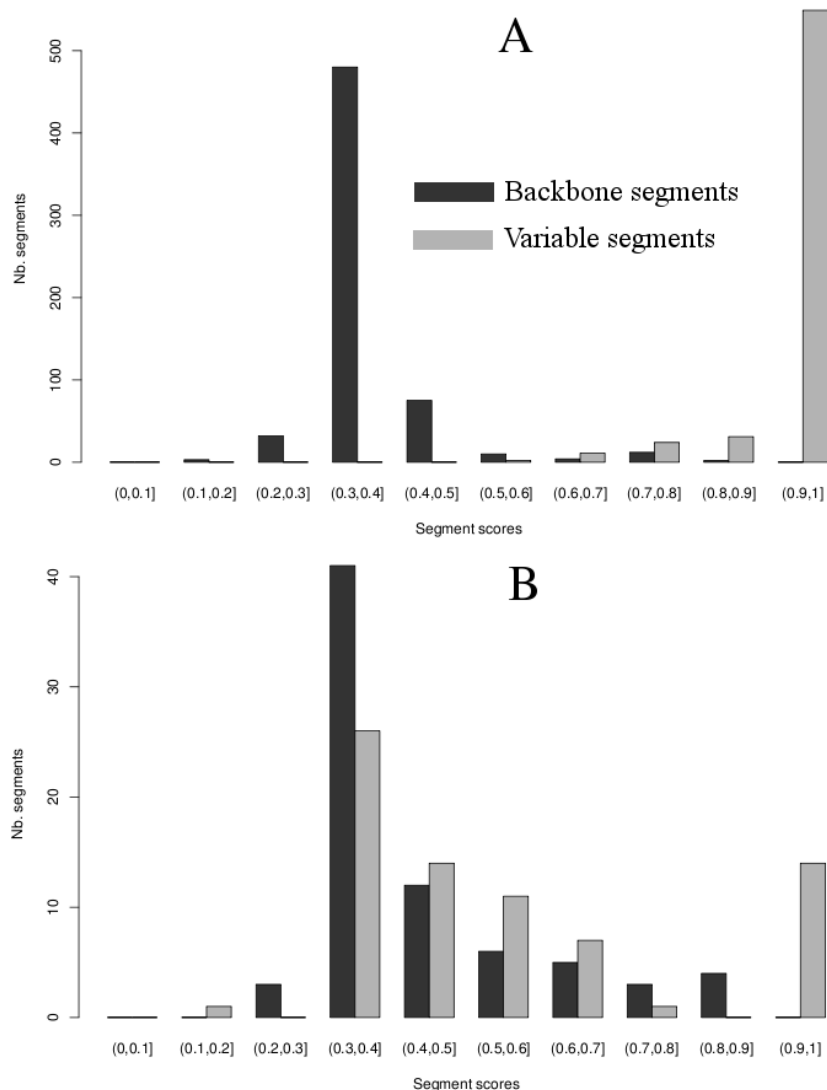 A
500
400
300
200
100
0
Nb. segments
Backbone segments
Variable segments
(0,0.1] (0.1,0.2] (0.2,0.3] (0.3,0.4] (0.4,0.5] (0.5,0.6] (0.6,0.7] (0.7,0.8] (0.8,0.9] (0.9,1]
Segment scores
B
40
30
20
10
0
Nb. segments
(0,0.1] (0.1,0.2] (0.2,0.3] (0.3,0.4] (0.4,0.5] (0.5,0.6] (0.6,0.7] (0.7,0.8] (0.8,0.9] (0.9,1]
Segment scores